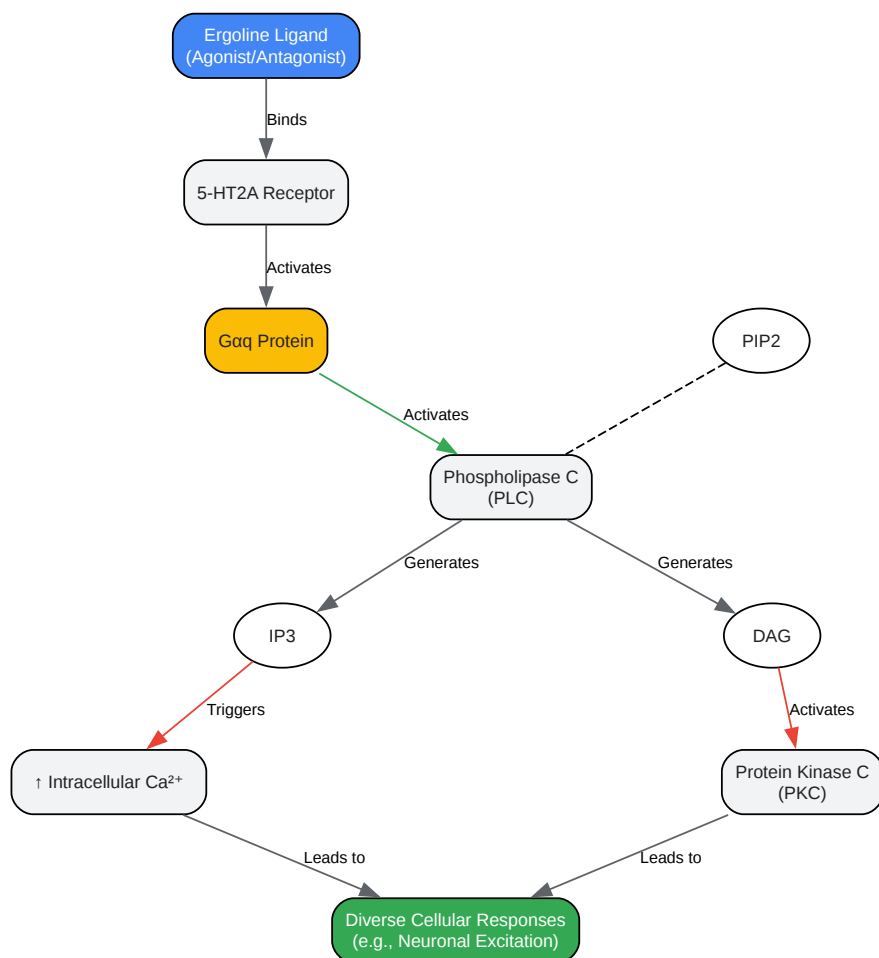 Ergoline Ligand
(Agonist/Antagonist)
Binds
5-HT2A Receptor
Activates
Gαq Protein
PIP2
Activates
Phospholipase C
(PLC)
Generates
Generates
IP3
DAG
Triggers
Activates
↑ Intracellular Ca²⁺
Protein Kinase C
(PKC)
Leads to
Leads to
Diverse Cellular Responses
(e.g., Neuronal Excitation)